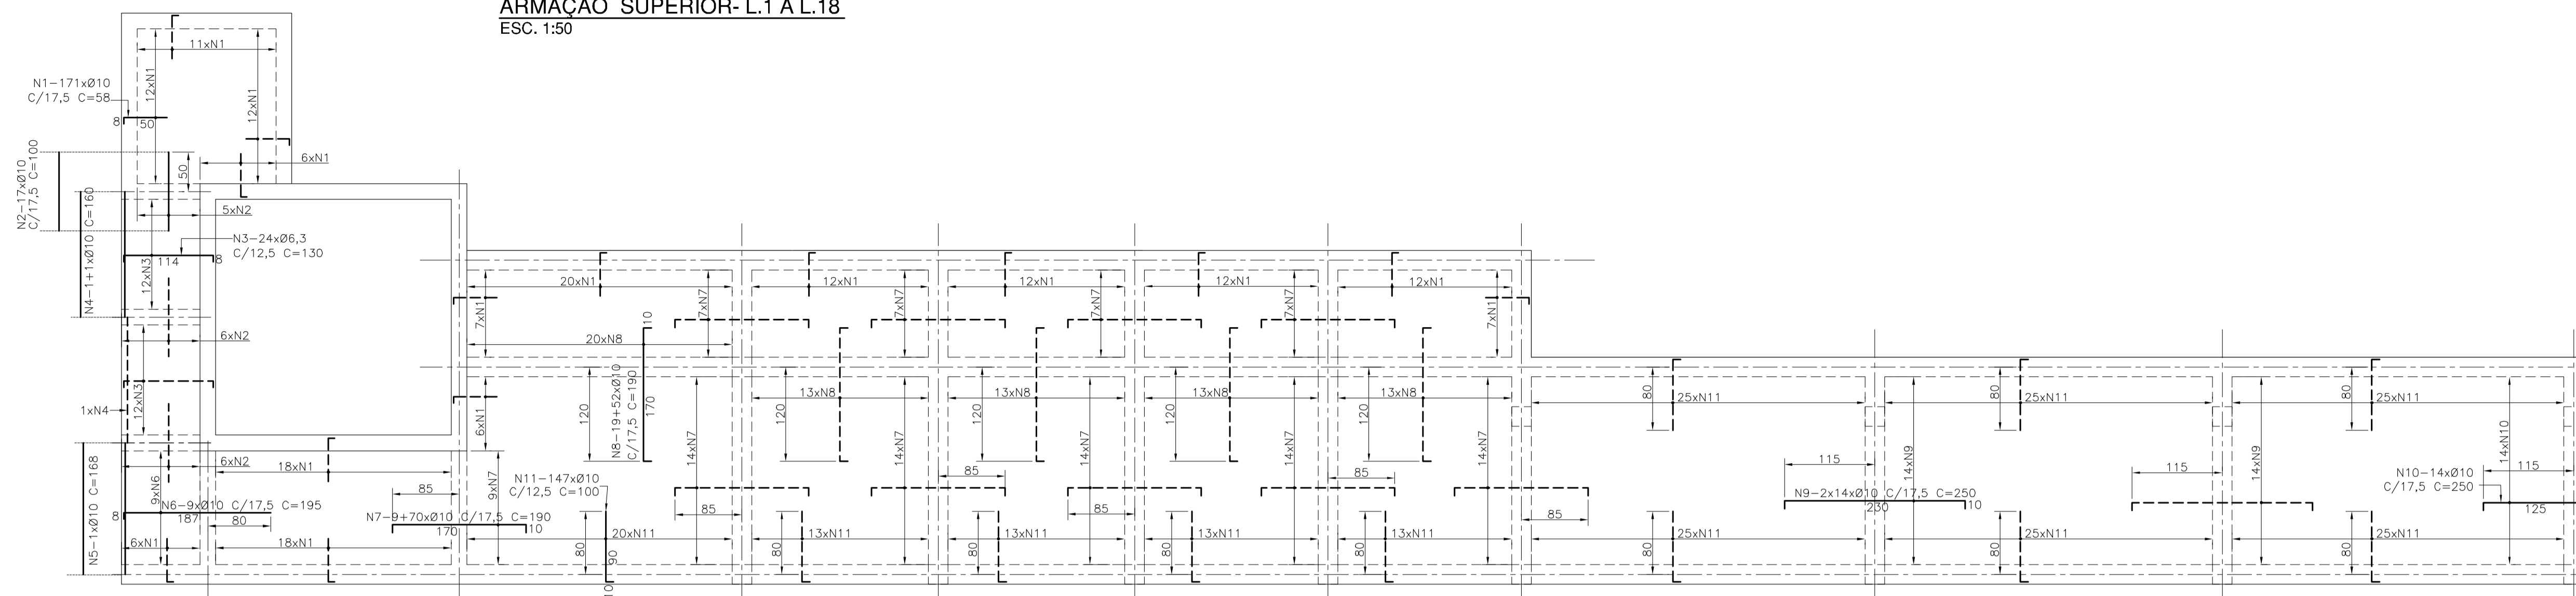 ARMAÇÃO SUPERIOR- L.1 A L.18
ESC. 1:50
11xN1
12xN1
12xN1
N1-171xØ10
C/17,5 C=58
8
50
6xN1
N2-17xØ10
C/17,5 C=100
50
N4-1+1xØ10 C=160
5xN2
N3-24xØ6,3
C/12,5 C=130
114
8
12xN3
6xN2
1xN4
12xN3
6xN2
18xN1
N5-1xØ10 C=168
9xN6
N6-9xØ10 C/17,5 C=195
8
187
80
6xN1
18xN1
85
N7-9+70xØ10 C/17,5 C=190
170
10
9xN7
7xN1
6xN1
20xN1
7xN7
12xN1
7xN7
12xN1
7xN7
12xN1
7xN7
12xN1
7xN1
20xN8
10
N8-19+52xØ10
C/17,5 C=190
170
120
13xN8
120
13xN8
120
13xN8
120
13xN8
120
14xN7
14xN7
14xN7
14xN7
14xN7
N11-147xØ10
C/12,5 C=100
85
85
85
85
85
20xN11
80
90
10
13xN11
80
13xN11
80
13xN11
80
13xN11
80
25xN11
80
25xN11
80
25xN11
80
115
N9-2x14xØ10 C/17,5 C=250
230
10
14xN9
115
14xN9
N10-14xØ10
C/17,5 C=250
14xN10
115
125
25xN11
80
25xN11
80
25xN11
80